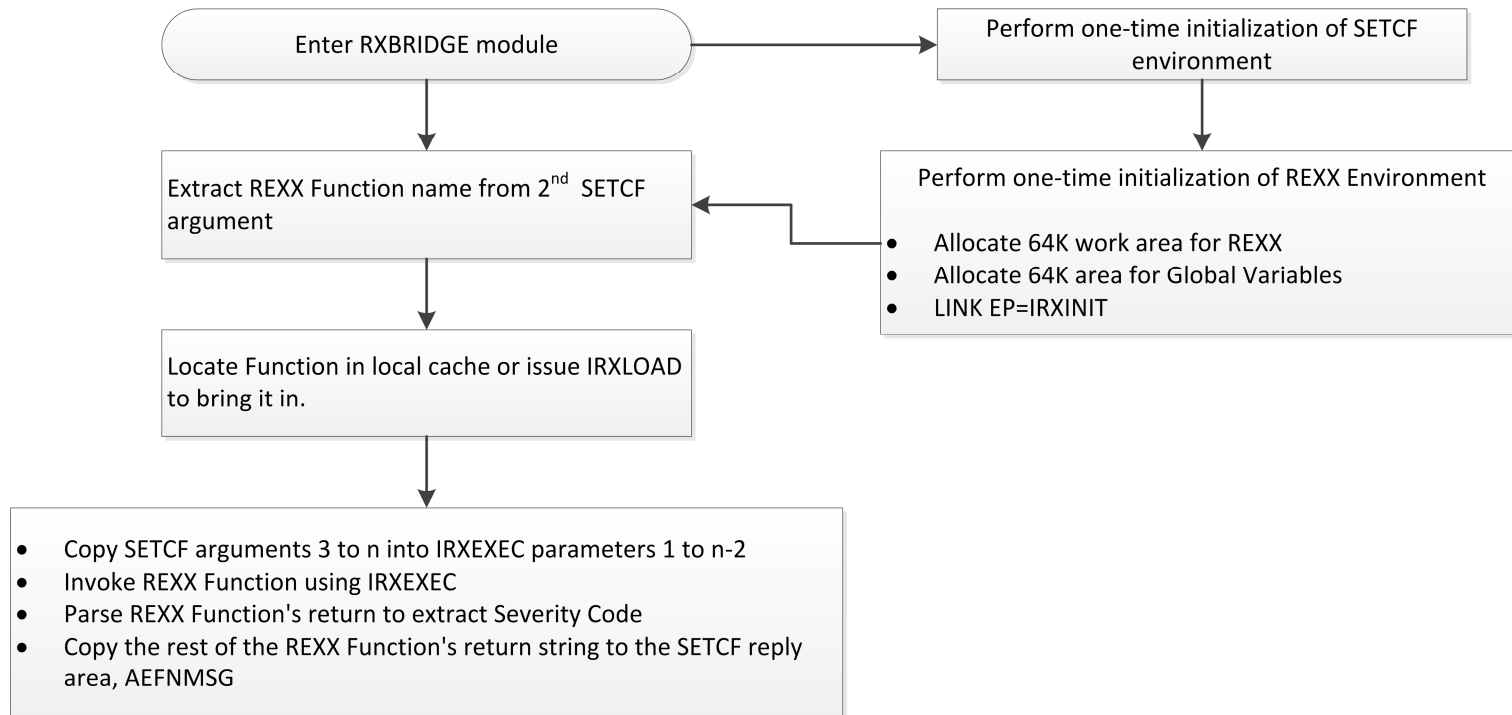 Enter RXBRIDGE module
Perform one-time initialization of SETCF
environment
Extract REXX Function name from 2nd SETCF
argument
Perform one-time initialization of REXX Environment
• Allocate 64K work area for REXX
• Allocate 64K area for Global Variables
• LINK EP=IRXINIT
Locate Function in local cache or issue IRXLOAD
to bring it in.
• Copy SETCF arguments 3 to n into IRXEXEC parameters 1 to n-2
• Invoke REXX Function using IRXEXEC
• Parse REXX Function's return to extract Severity Code
• Copy the rest of the REXX Function's return string to the SETCF reply
area, AEFNMSG